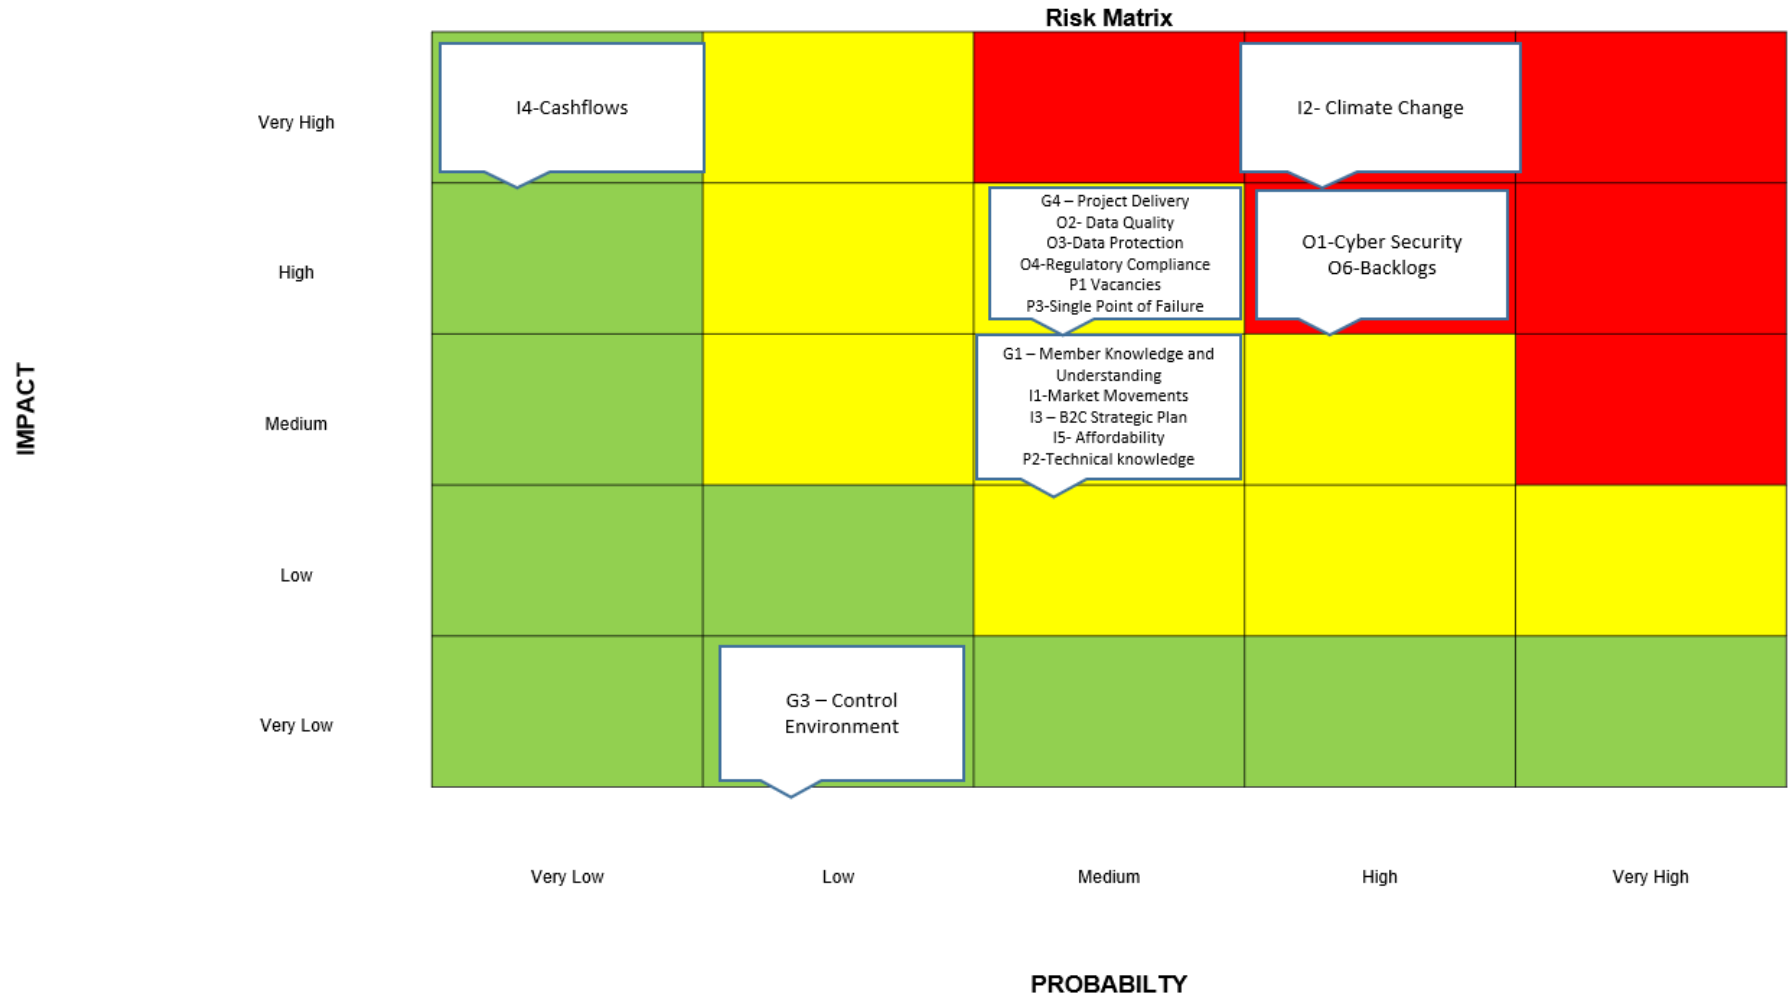 Risk Matrix
Very High
I4-Cashflows
I2- Climate Change
High
G4 – Project Delivery
O2- Data Quality
O3-Data Protection
O4-Regulatory Compliance
P1 Vacancies
P3-Single Point of Failure
O1-Cyber Security
O6-Backlogs
IMPACT
Medium
G1 – Member Knowledge and
Understanding
I1-Market Movements
I3 – B2C Strategic Plan
I5- Affordability
P2-Technical knowledge
Low
Very Low
G3 – Control
Environment
Very Low
Low
Medium
High
Very High
PROBABILTY